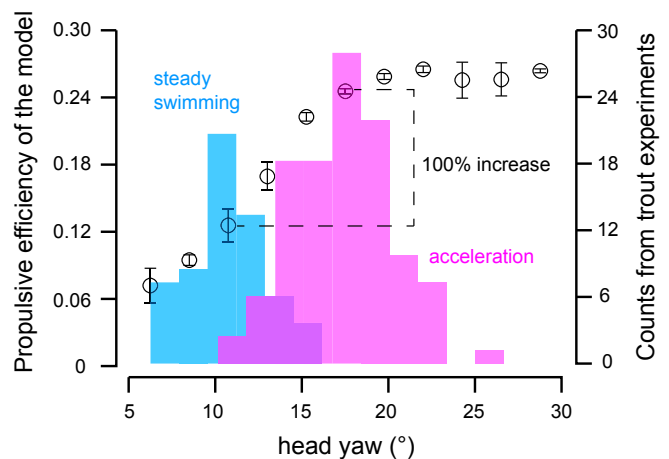 Propulsive efficiency of the model
0.30
0.24
0.18
0.12
0.06
0
steady
swimming
100% increase
acceleration
30
24
18
12
6
0
Counts from trout experiments
5 10 15 20 25 30
head yaw (°)